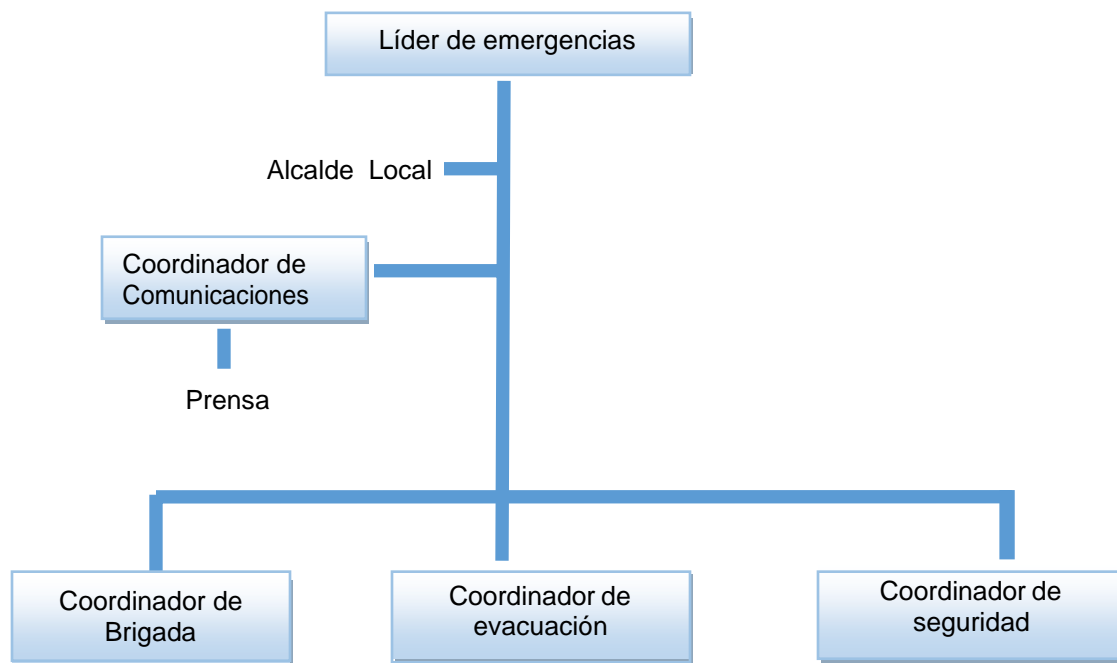 Líder de emergencias
Alcalde Local
Coordinador de
Comunicaciones
Prensa
Coordinador de
Brigada
Coordinador de
evacuación
Coordinador de
seguridad